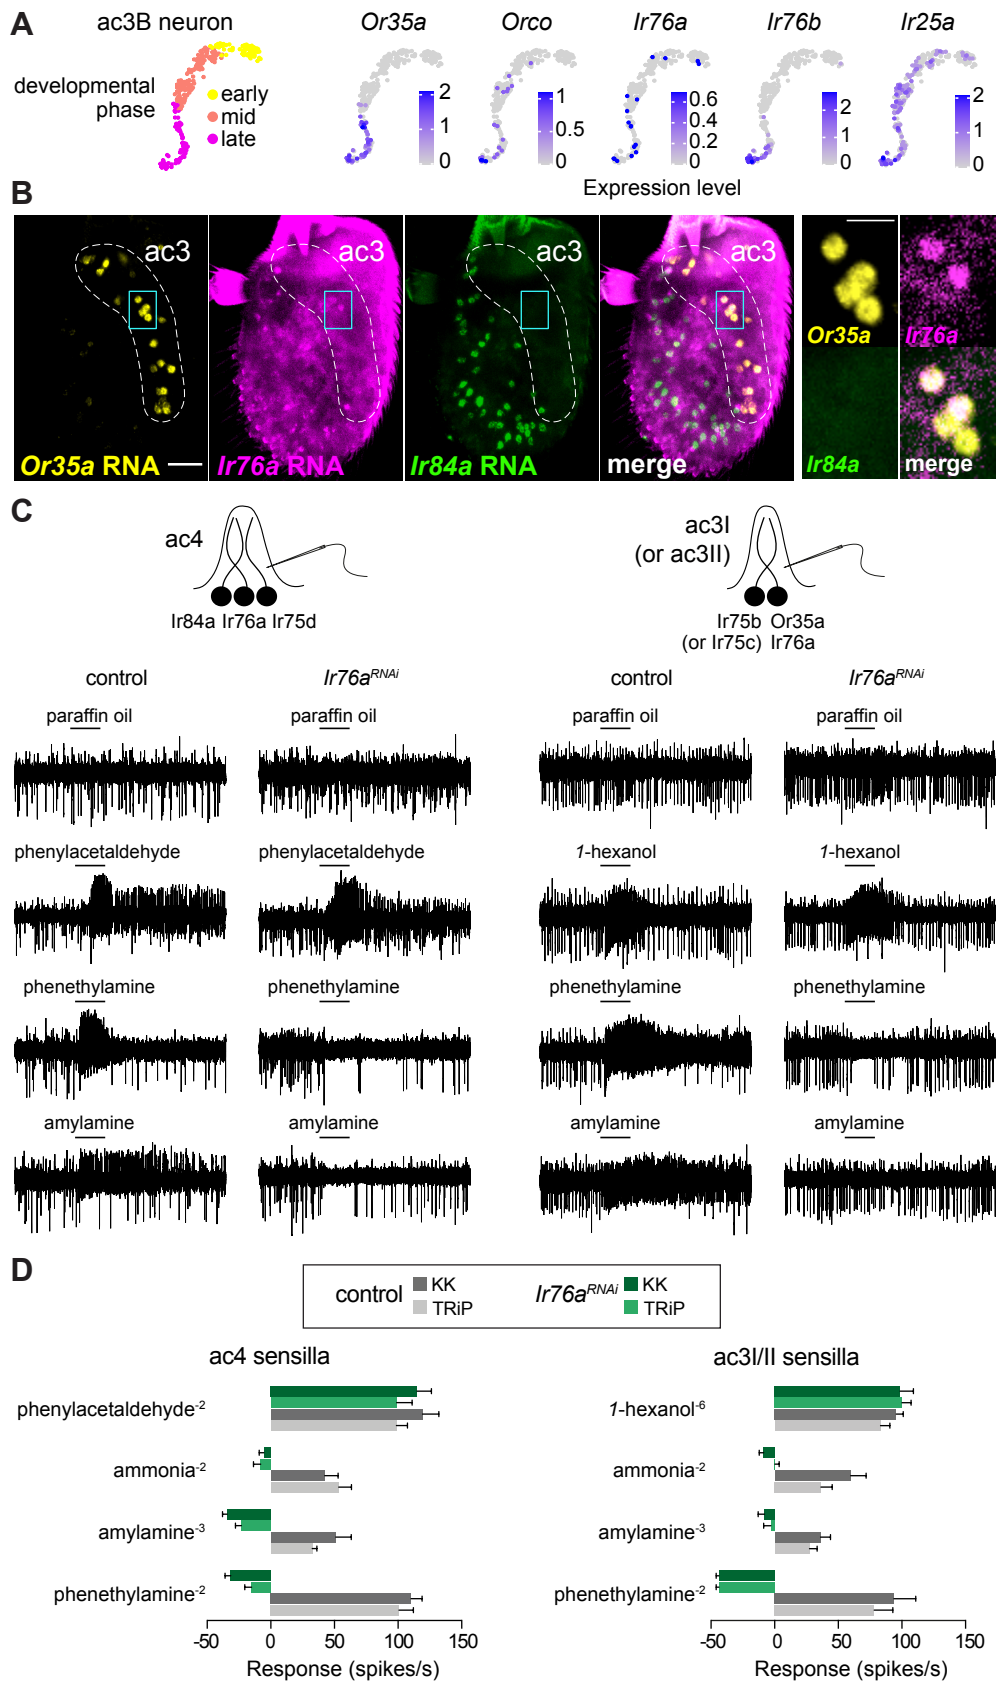 A
ac3B neuron
Or35a
Orco
Ir76a
Ir76b
Ir25a
developmental
phase
early
mid
late
2
1
0
1
0.5
0
0.6
0.4
0.2
0
2
1
0
2
1
0
Expression level
B
ac3
ac3
ac3
ac3
Or35a RNA
Ir76a RNA
Ir84a RNA
merge
Or35a
Ir76a
Ir84a
merge
C
ac4
Ir84a Ir76a Ir75d
ac3I
(or ac3II)
Ir75b Or35a
(or Ir75c) Ir76a
control
Ir76aRNAi
control
Ir76aRNAi
paraffin oil
paraffin oil
paraffin oil
paraffin oil
phenylacetaldehyde
phenylacetaldehyde
1-hexanol
1-hexanol
phenethylamine
phenethylamine
phenethylamine
phenethylamine
amylamine
amylamine
amylamine
amylamine
D
control
KK
TRiP
Ir76aRNAi
KK
TRiP
ac4 sensilla
phenylacetaldehyde-2
ammonia-2
amylamine-3
phenethylamine-2
-50 0 50 100 150
Response (spikes/s)
ac3I/II sensilla
1-hexanol-6
ammonia-2
amylamine-3
phenethylamine-2
-50 0 50 100 150
Response (spikes/s)